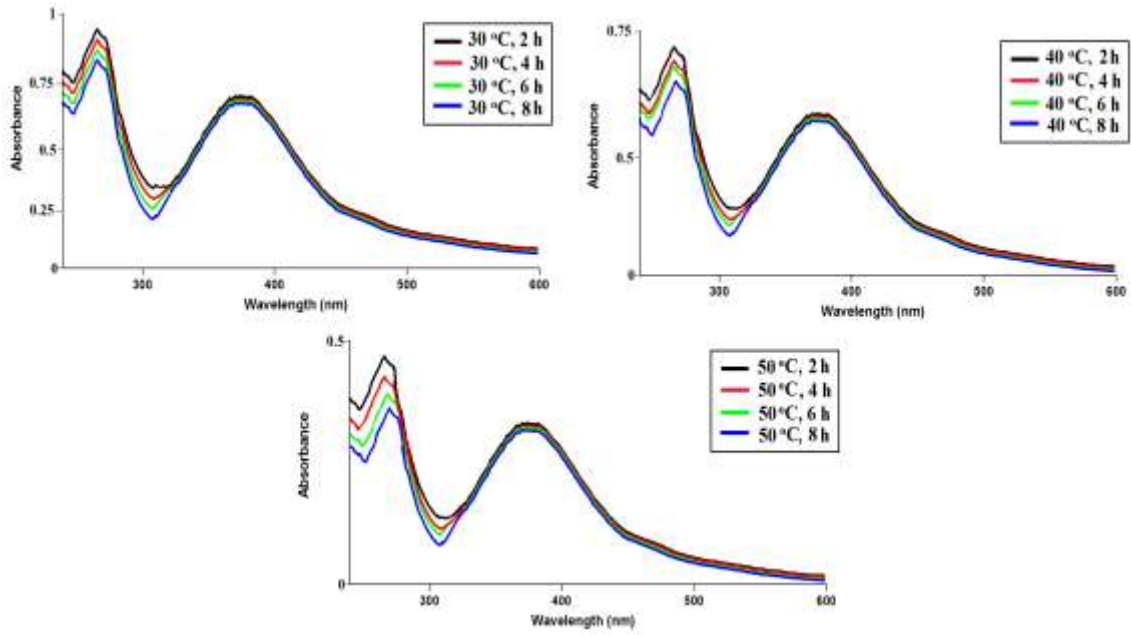 1
0.75
0.5
0.25
0
Absorbance
300
400
500
600
Wavelength (nm)
30 ºC, 2 h
30 ºC, 4 h
30 ºC, 6 h
30 ºC, 8 h
0.75
0.5
0
Absorbance
300
400
500
600
Wavelength (nm)
40 ºC, 2 h
40 ºC, 4 h
40 ºC, 6 h
40 ºC, 8 h
0.5
0
Absorbance
300
400
500
600
Wavelength (nm)
50 ºC, 2 h
50 ºC, 4 h
50 ºC, 6 h
50 ºC, 8 h